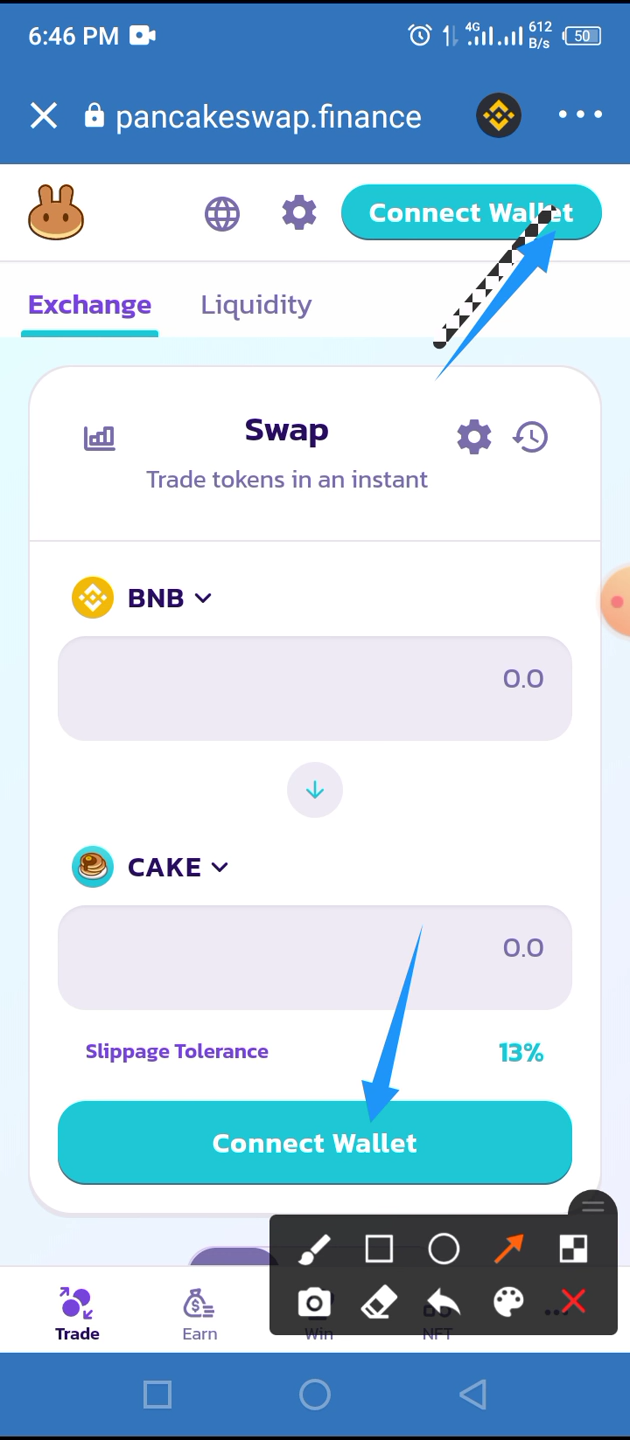 6:46 PM
4G
612
B/s
50
pancakeswap.finance
Connect Wallet
Exchange
Liquidity
Swap
Trade tokens in an instant
BNB
0.0
CAKE
0.0
Slippage Tolerance
13%
Connect Wallet
Trade
Earn
Win
NFT